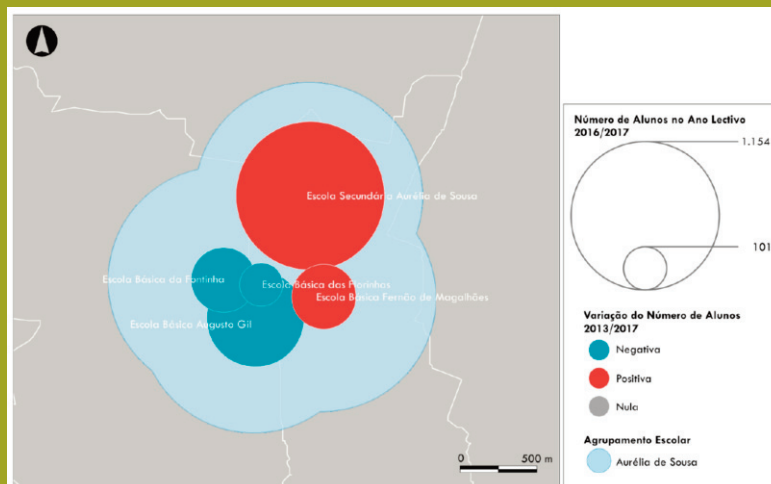 Escola Secundária Aurélia de Sousa
Escola Básica da Fontinha
Escola Básica das Florinhas
Escola Básica Fernão de Magalhães
Escola Básica Augusto Gil
0
500 m
Número de Alunos no Ano Lectivo
2016/2017
1.154
101
Variação do Número de Alunos
2013/2017
Negativa
Positiva
Nula
Agrupamento Escolar
Aurélia de Sousa